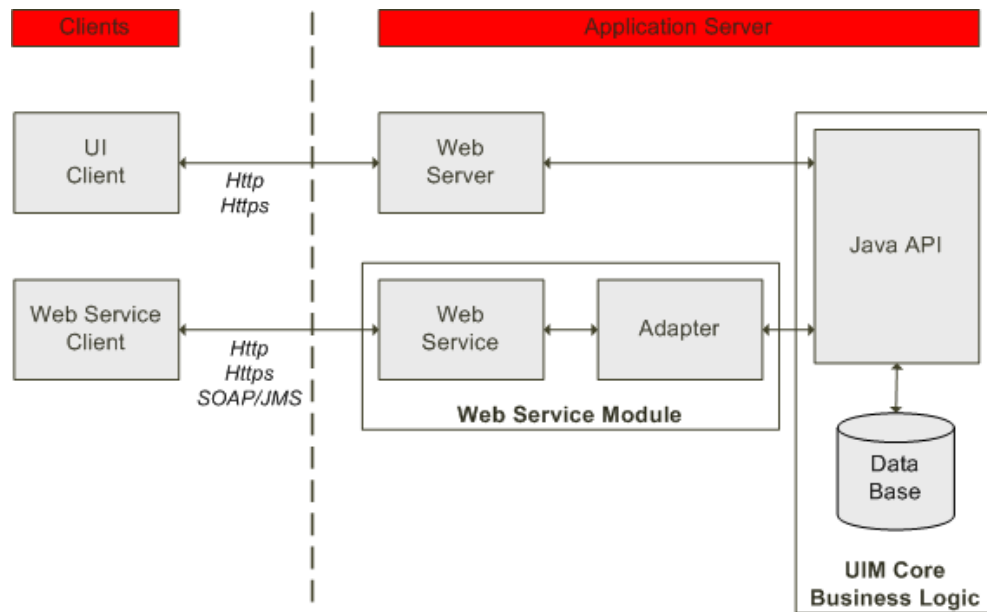 Clients
Application Server
UI
Client
Http
Https
Web
Server
Java API
Web Service
Client
Http
Https
SOAP/JMS
Web
Service
Adapter
Web Service Module
Data
Base
UIM Core
Business Logic